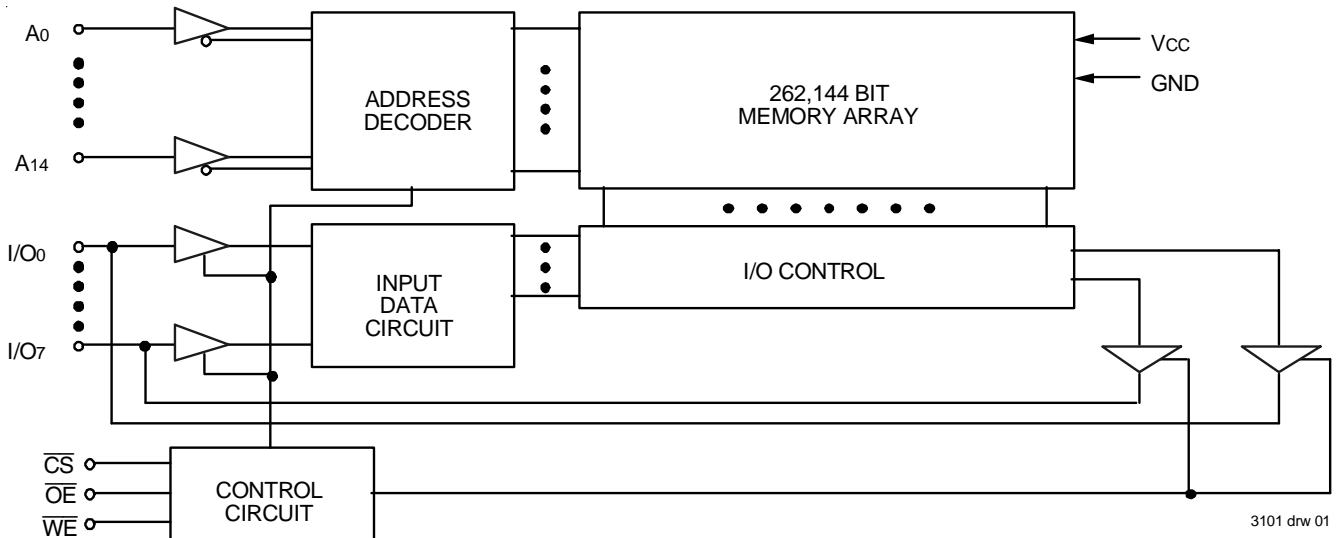 A0
VCC
GND
ADDRESS
DECODER
262,144 BIT
MEMORY ARRAY
A14
I/O0
INPUT
DATA
CIRCUIT
I/O CONTROL
I/O7
CS
OE
WE
CONTROL
CIRCUIT
3101 drw 01